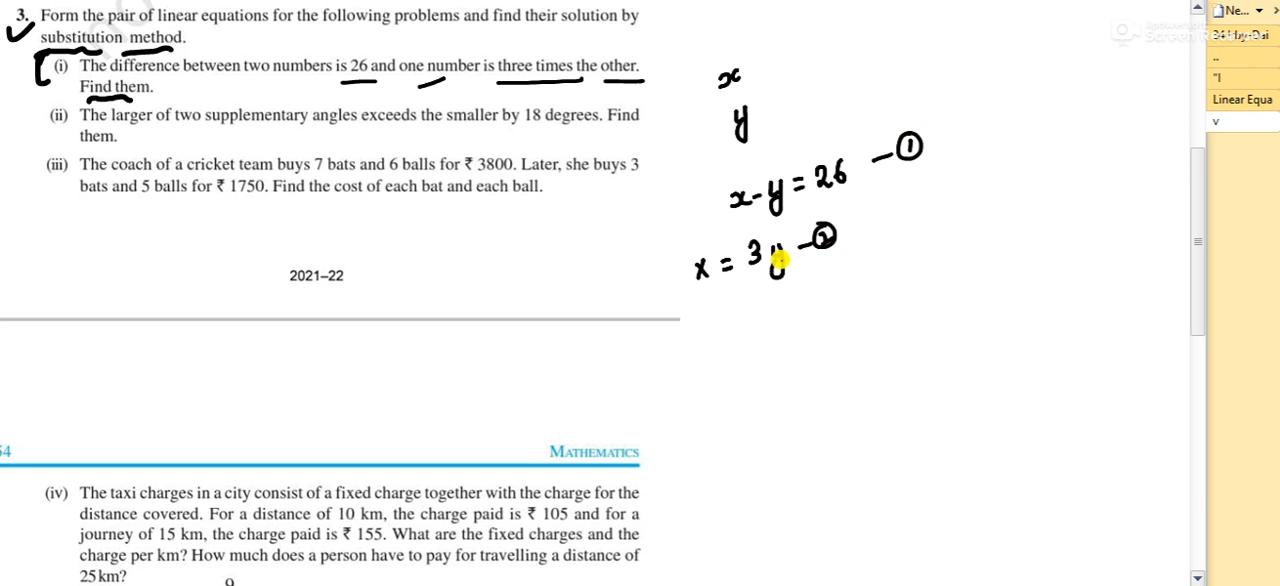 3. Form the pair of linear equations for the following problems and find their solution by
substitution method.
(i) The difference between two numbers is 26 and one number is three times the other.
Find them.
(ii) The larger of two supplementary angles exceeds the smaller by 18 degrees. Find
them.
(iii) The coach of a cricket team buys 7 bats and 6 balls for ₹ 3800. Later, she buys 3
bats and 5 balls for ₹ 1750. Find the cost of each bat and each ball.
2021–22
54
MATHEMATICS
(iv) The taxi charges in a city consist of a fixed charge together with the charge for the
distance covered. For a distance of 10 km, the charge paid is ₹ 105 and for a
journey of 15 km, the charge paid is ₹ 155. What are the fixed charges and the
charge per km? How much does a person have to pay for travelling a distance of
25 km?
x
y
x - y = 26 - ①
x = 3y - ②
Ne...
..
"I
Linear Equa
v